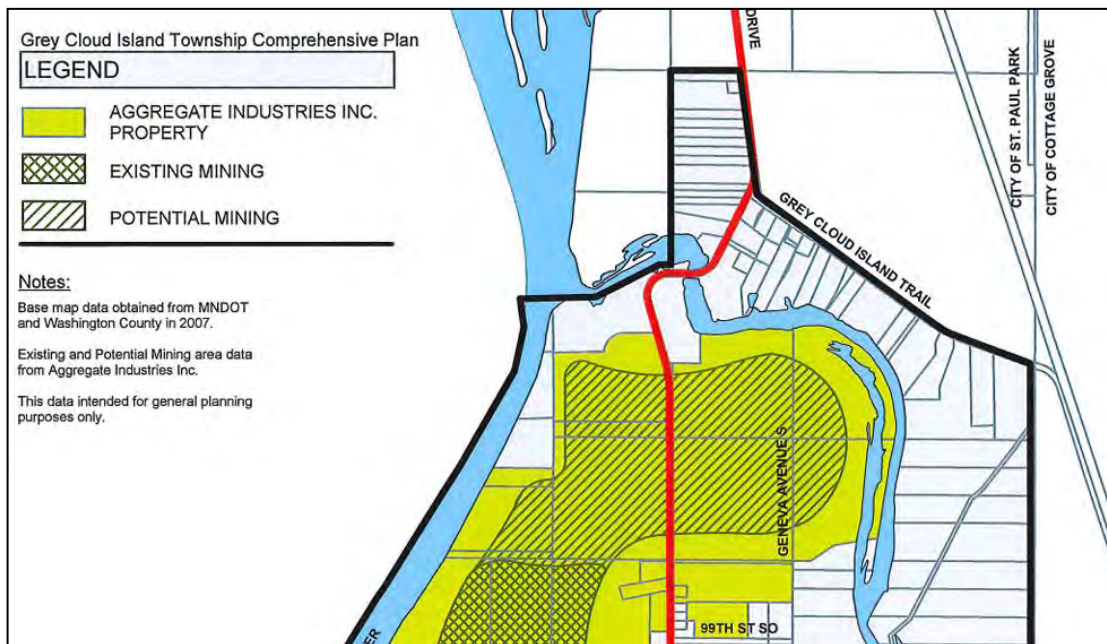 Grey Cloud Island Township Comprehensive Plan
LEGEND
AGGREGATE INDUSTRIES INC.
PROPERTY
EXISTING MINING
POTENTIAL MINING
Notes:
Base map data obtained from MNDOT
and Washington County in 2007.
Existing and Potential Mining area data
from Aggregate Industries Inc.
This data intended for general planning
purposes only.
DRIVE
CITY OF ST. PAUL PARK
CITY OF COTTAGE GROVE
GREY CLOUD ISLAND TRAIL
GENEVA AVENUE S
99TH ST SO